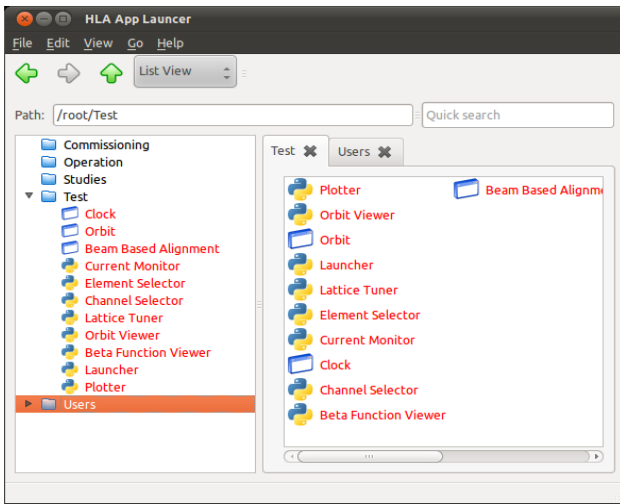 HLA App Launcer
File Edit View Go Help
List View
Path: /root/Test
Quick search
Commissioning
Operation
Studies
Test
Clock
Orbit
Beam Based Alignment
Current Monitor
Element Selector
Channel Selector
Lattice Tuner
Orbit Viewer
Beta Function Viewer
Launcher
Plotter
Users
Test Users
Plotter
Orbit Viewer
Orbit
Launcher
Lattice Tuner
Element Selector
Current Monitor
Clock
Channel Selector
Beta Function Viewer
Beam Based Alignme